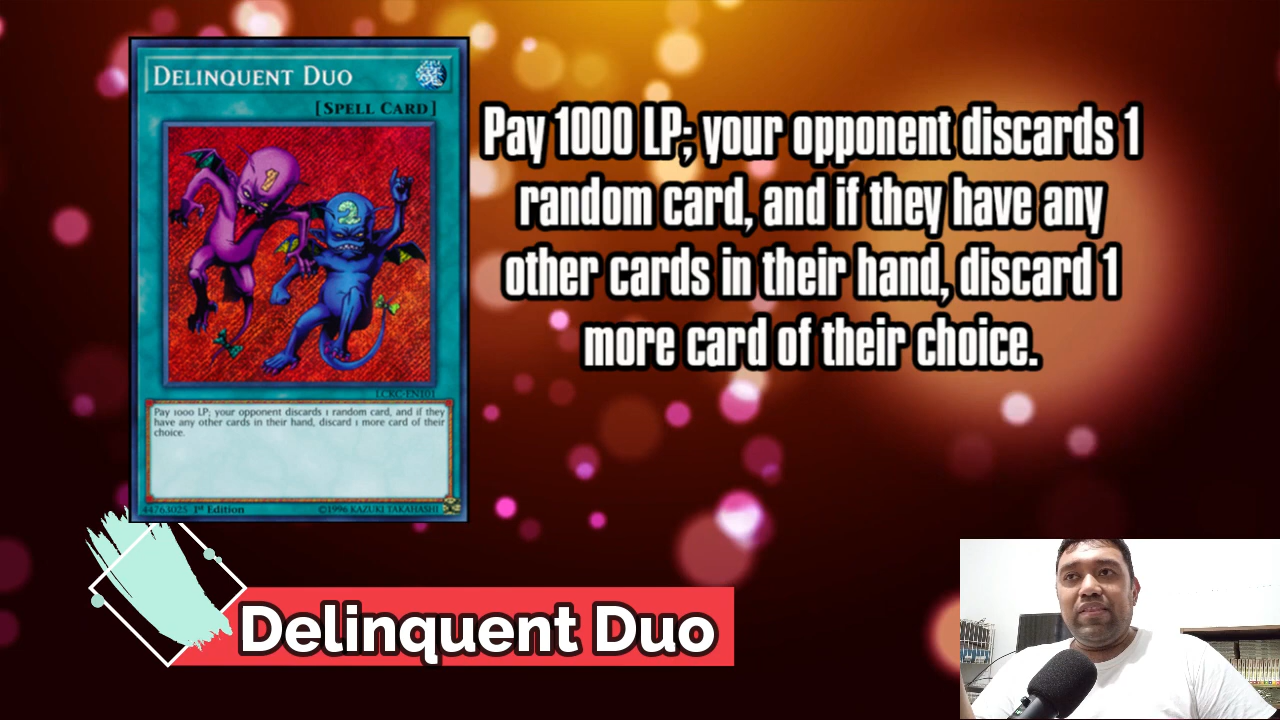 DELINQUENT DUO
[SPELL CARD]
1
2
LCKC-EN101
Pay 1000 LP; your opponent discards 1 random card, and if they
have any other cards in their hand, discard 1 more card of their
choice.
44763025 1st Edition ©1996 KAZUKI TAKAHASHI
Pay 1000 LP; your opponent discards 1
random card, and if they have any
other cards in their hand, discard 1
more card of their choice.
Delinquent Duo